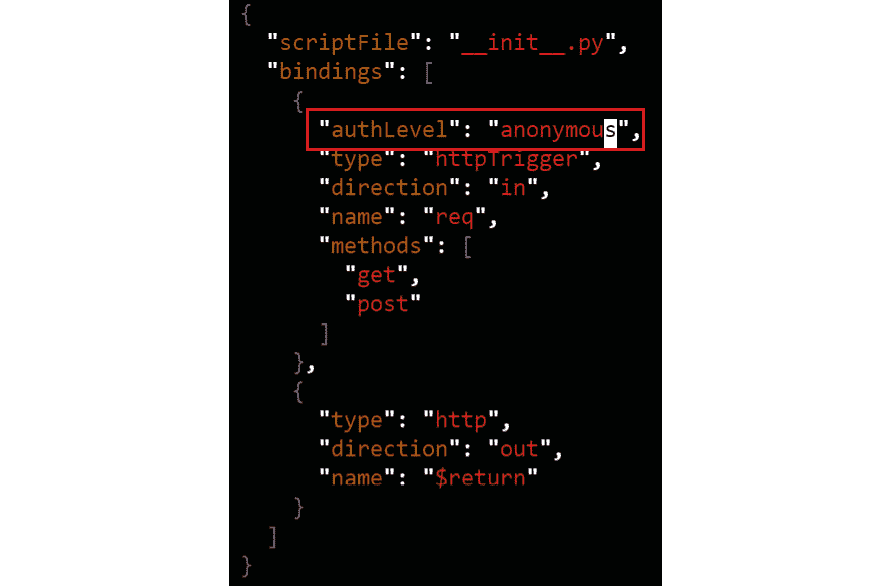 {
  "scriptFile": "__init__.py",
  "bindings": [
    {
      "authLevel": "anonymous",
      "type": "httpTrigger",
      "direction": "in",
      "name": "req",
      "methods": [
        "get",
        "post"
      ]
    },
    {
      "type": "http",
      "direction": "out",
      "name": "$return"
    }
  ]
}